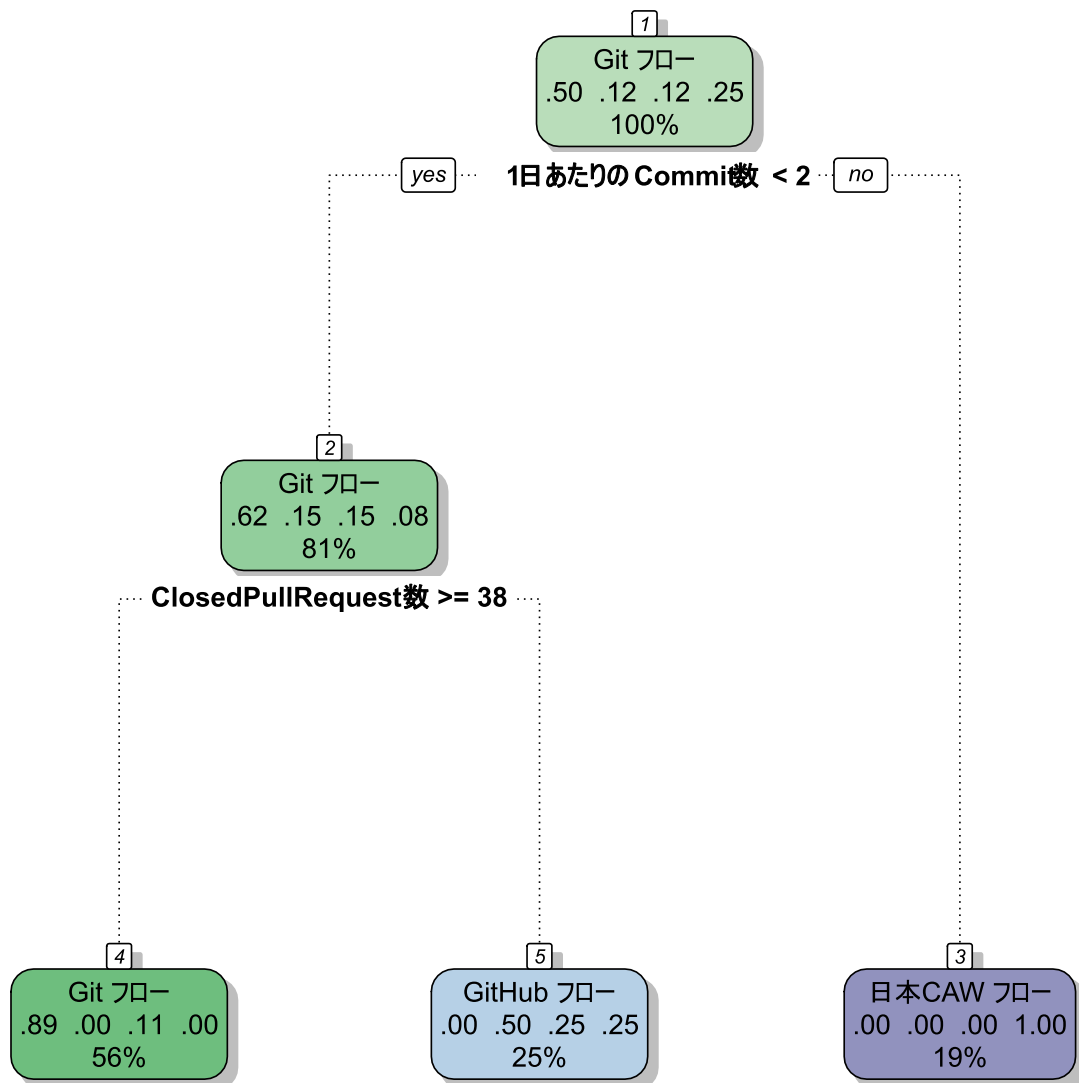 1
Git フロー
.50 .12 .12 .25
100%
yes 1日あたりの Commit数 < 2 no
2
Git フロー
.62 .15 .15 .08
81%
ClosedPullRequest数 >= 38
4
Git フロー
.89 .00 .11 .00
56%
5
GitHub フロー
.00 .50 .25 .25
25%
3
日本CAW フロー
.00 .00 .00 1.00
19%